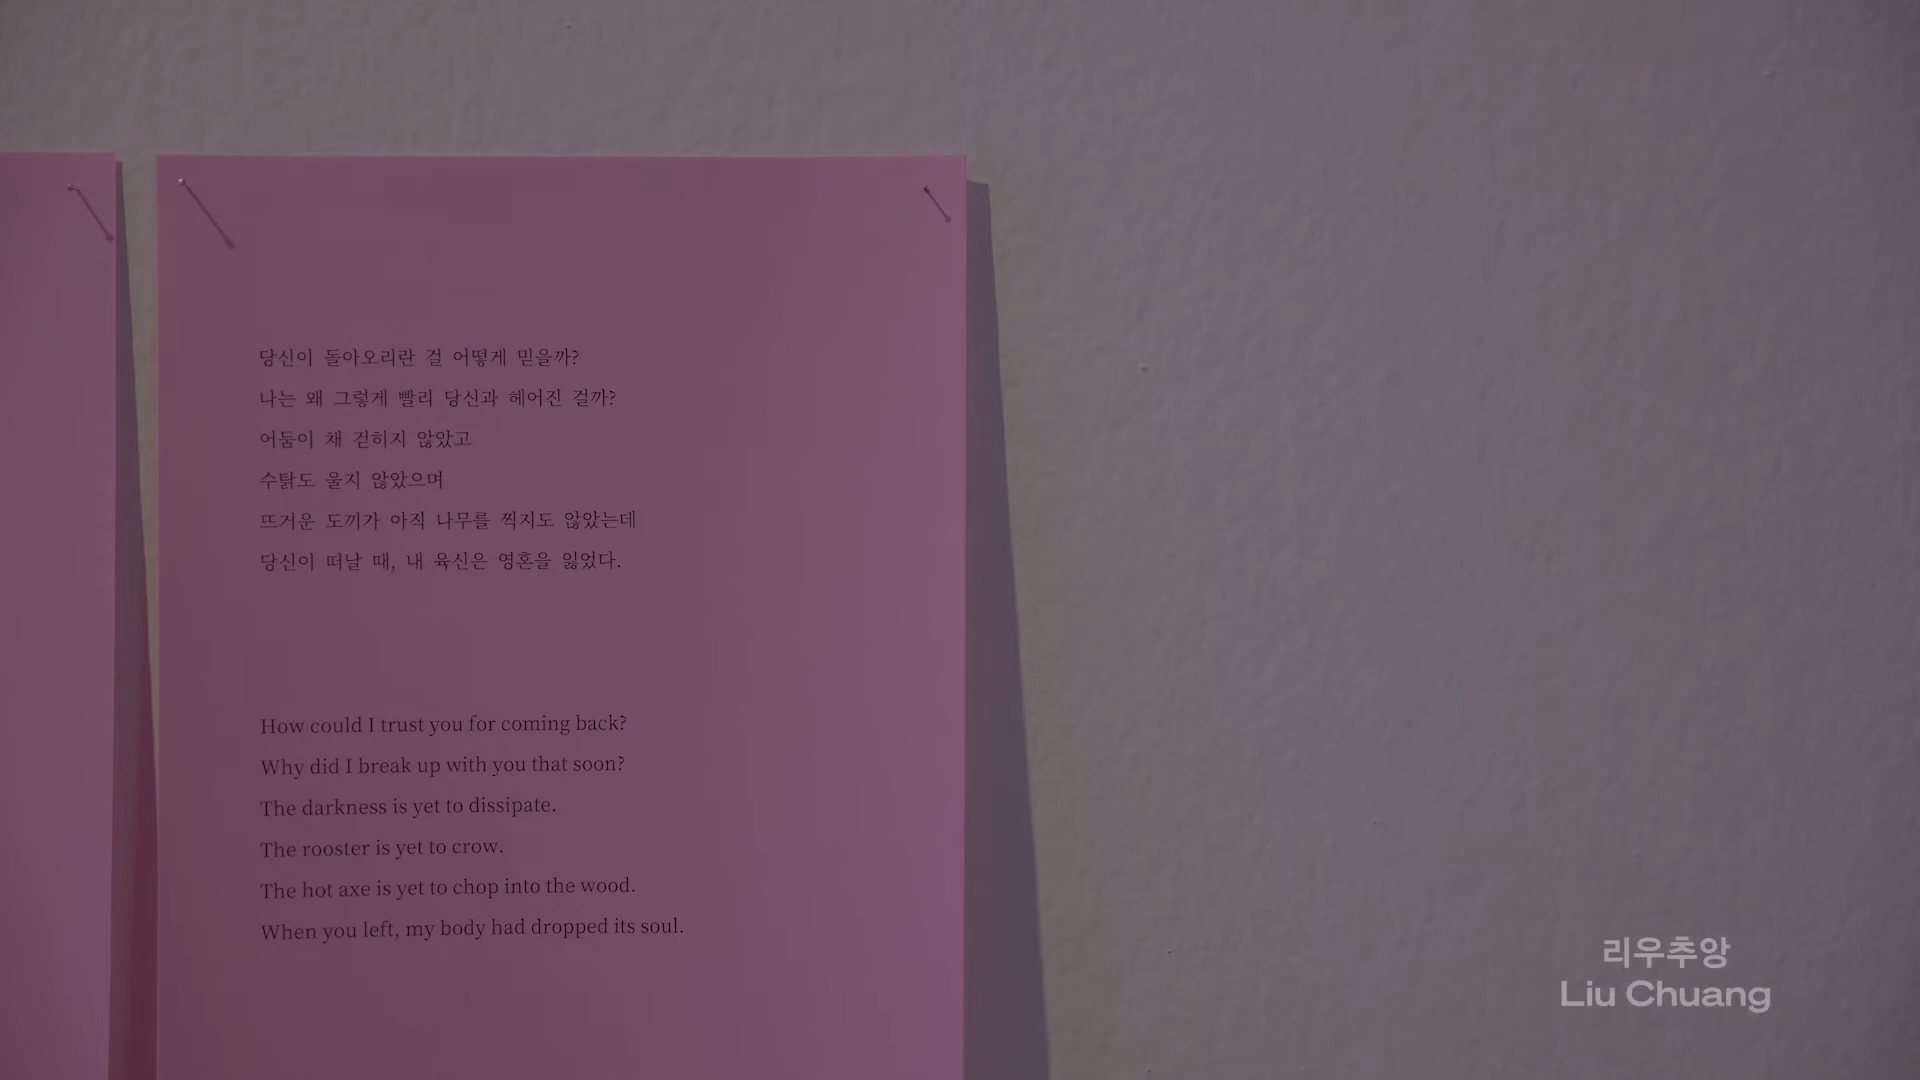 당신이 돌아오리란 걸 어떻게 믿을까?
나는 왜 그렇게 빨리 당신과 헤어진 걸까?
어둠이 채 걷히지 않았고
수탉도 울지 않았으며
뜨거운 도끼가 아직 나무를 찍지도 않았는데
당신이 떠날 때, 내 육신은 영혼을 잃었다.
How could I trust you for coming back?
Why did I break up with you that soon?
The darkness is yet to dissipate.
The rooster is yet to crow.
The hot axe is yet to chop into the wood.
When you left, my body had dropped its soul.
리우추앙
Liu Chuang